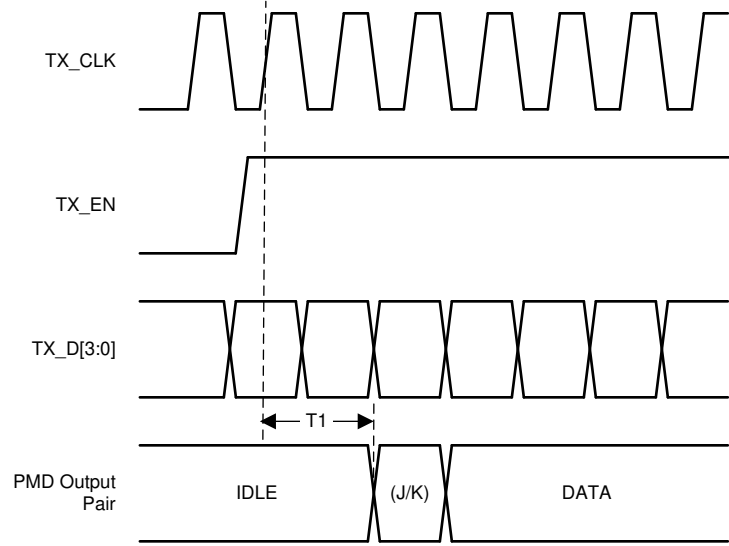 TX_CLK
TX_EN
TX_D[3:0]
T1
PMD Output
Pair
IDLE
(J/K)
DATA